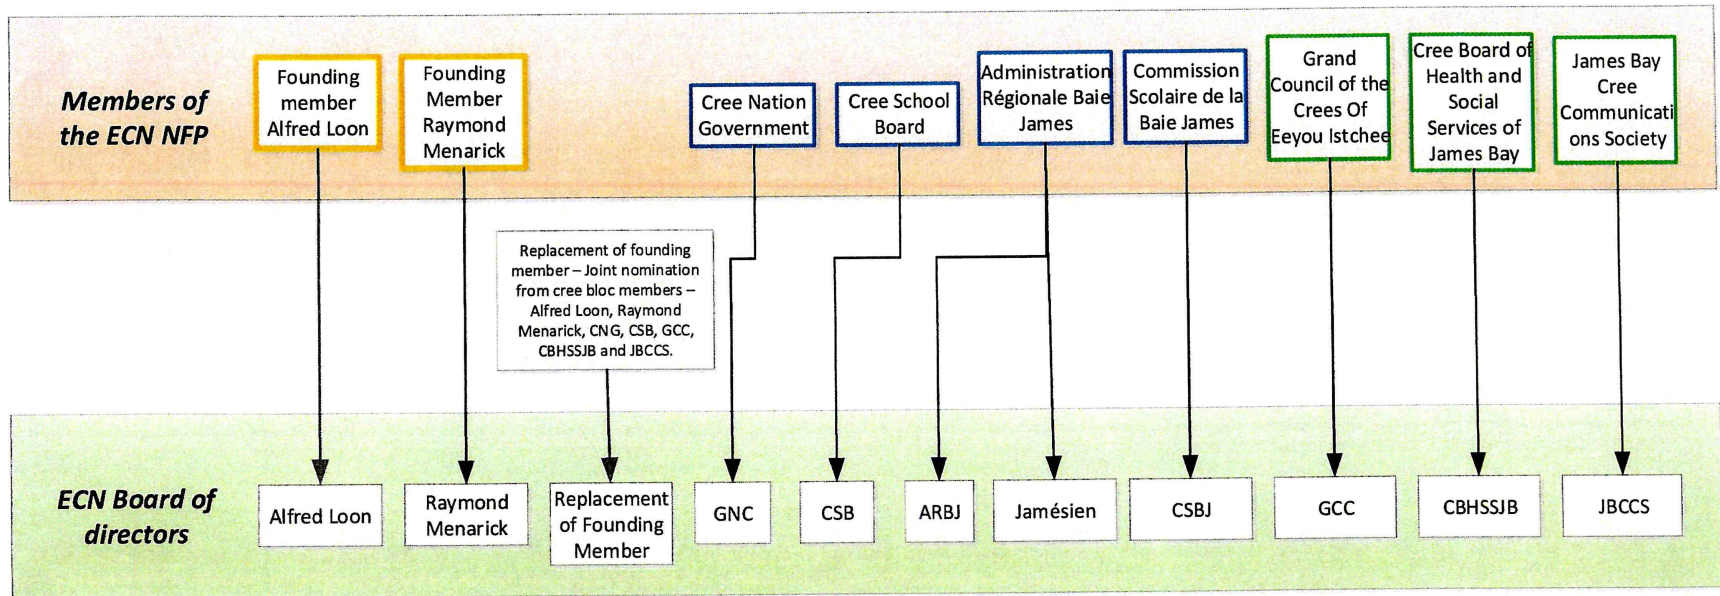 Members of
the ECN NFP
Founding
member
Alfred Loon
Founding
Member
Raymond
Menarick
Cree Nation
Government
Cree School
Board
Administration
Régionale Baie
James
Commission
Scolaire de la
Baie James
Grand
Council of the
Crees Of
Eeyou Istchee
Cree Board of
Health and
Social
Services of
James Bay
James Bay
Cree
Communicati
ons Society
Replacement of founding
member – Joint nomination
from cree bloc members –
Alfred Loon, Raymond
Menarick, CNG, CSB, GCC,
CBHSSJB and JBCCS.
ECN Board of
directors
Alfred Loon
Raymond
Menarick
Replacement
of Founding
Member
GNC
CSB
ARBJ
Jamésien
CSBJ
GCC
CBHSSJB
JBCCS